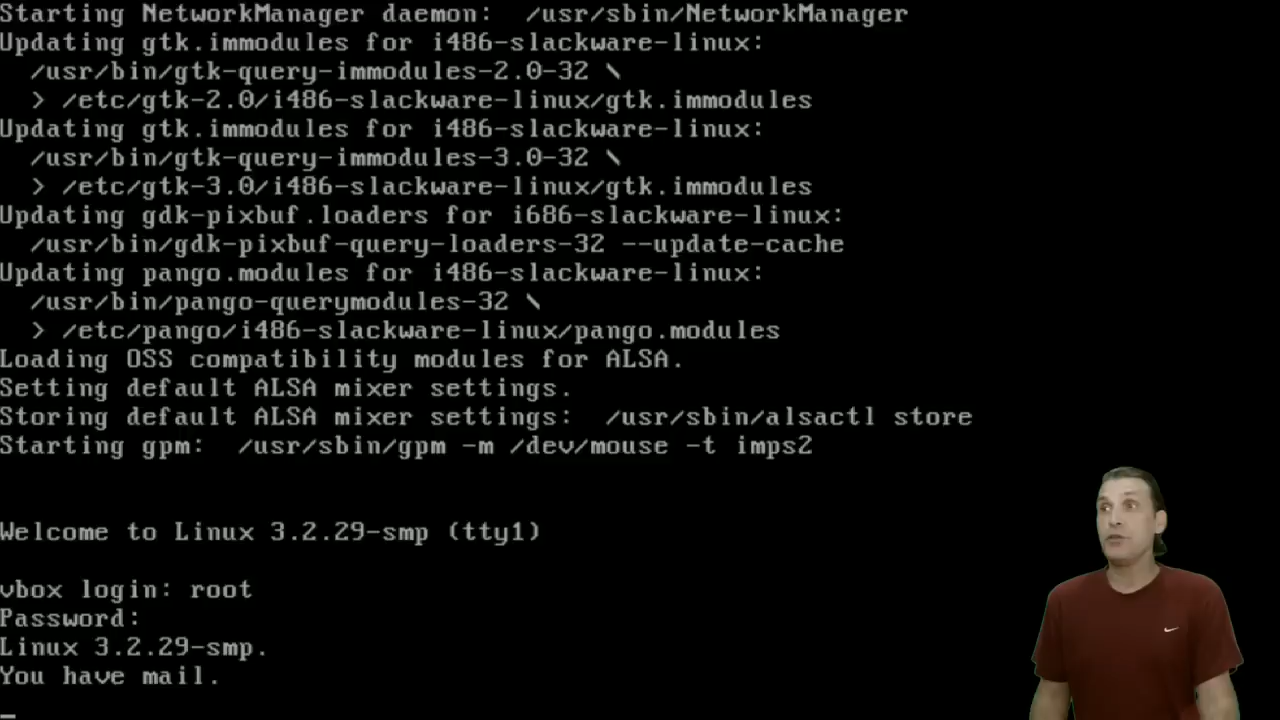 Starting NetworkManager daemon:  /usr/sbin/NetworkManager
Updating gtk.immodules for i486-slackware-linux:
  /usr/bin/gtk-query-immodules-2.0-32 \
  > /etc/gtk-2.0/i486-slackware-linux/gtk.immodules
Updating gtk.immodules for i486-slackware-linux:
  /usr/bin/gtk-query-immodules-3.0-32 \
  > /etc/gtk-3.0/i486-slackware-linux/gtk.immodules
Updating gdk-pixbuf.loaders for i686-slackware-linux:
  /usr/bin/gdk-pixbuf-query-loaders-32 --update-cache
Updating pango.modules for i486-slackware-linux:
  /usr/bin/pango-querymodules-32 \
  > /etc/pango/i486-slackware-linux/pango.modules
Loading OSS compatibility modules for ALSA.
Setting default ALSA mixer settings.
Storing default ALSA mixer settings:  /usr/sbin/alsactl store
Starting gpm:  /usr/sbin/gpm -m /dev/mouse -t imps2
Welcome to Linux 3.2.29-smp (tty1)
vbox login: root
Password:
Linux 3.2.29-smp.
You have mail.